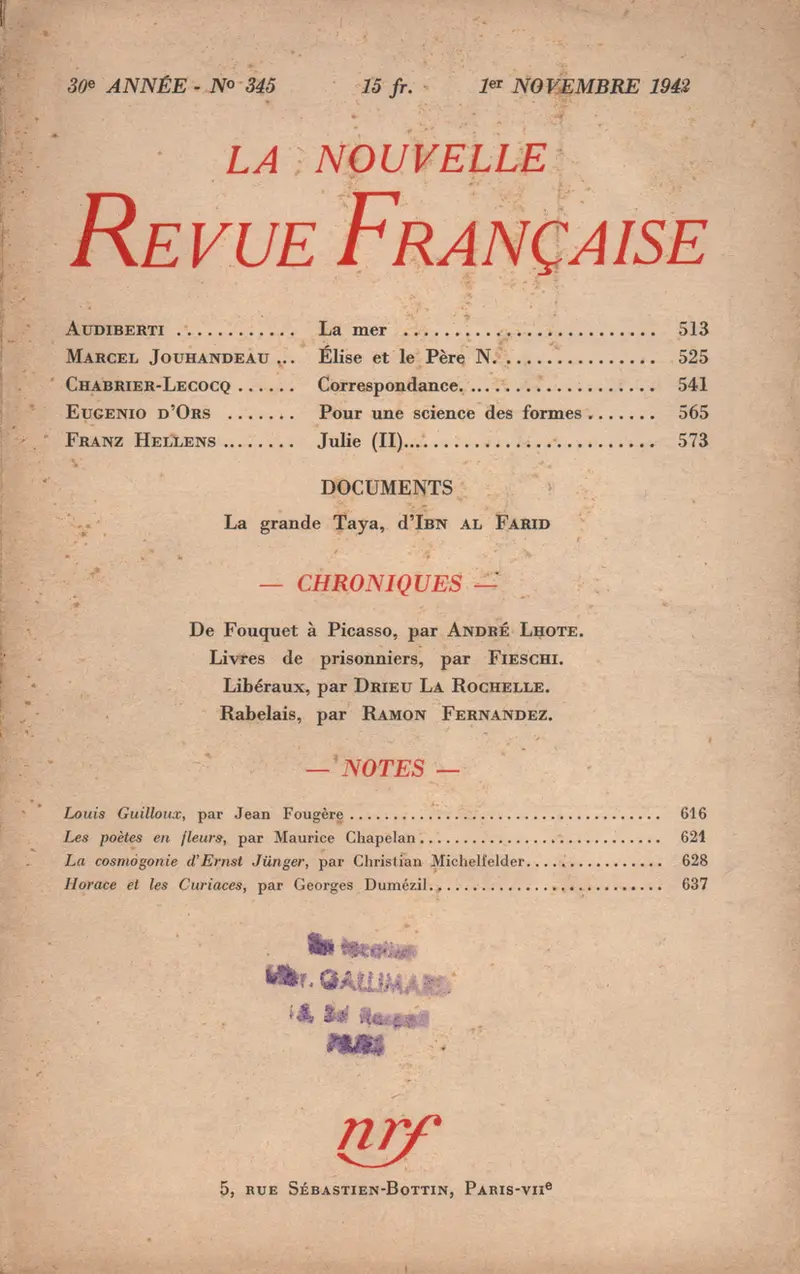 30e ANNÉE - No 345 15 fr. 1er NOVEMBRE 1942
LA NOUVELLE
REVUE FRANÇAISE
AUDIBERTI ............ La mer ......................... 513
MARCEL JOUHANDEAU ... Élise et le Père N. ............... 525
CHABRIER-LECOCQ ...... Correspondance. .................... 541
EUGENIO D'ORS ....... Pour une science des formes ....... 565
FRANZ HELLENS ........ Julie (II)......................... 573
DOCUMENTS
La grande Taya, d'IBN AL FARID
— CHRONIQUES —
De Fouquet à Picasso, par ANDRÉ LHOTE.
Livres de prisonniers, par FIESCHI.
Libéraux, par DRIEU LA ROCHELLE.
Rabelais, par RAMON FERNANDEZ.
— NOTES —
Louis Guilloux, par Jean Fougère .................................... 616
Les poètes en fleurs, par Maurice Chapelan ............................ 621
La cosmogonie d'Ernst Jünger, par Christian Michelfelder................ 628
Horace et les Curiaces, par Georges Dumézil........................... 637
GALLIMARD
PARIS
nrf
5, RUE SÉBASTIEN-BOTTIN, PARIS-VIIe